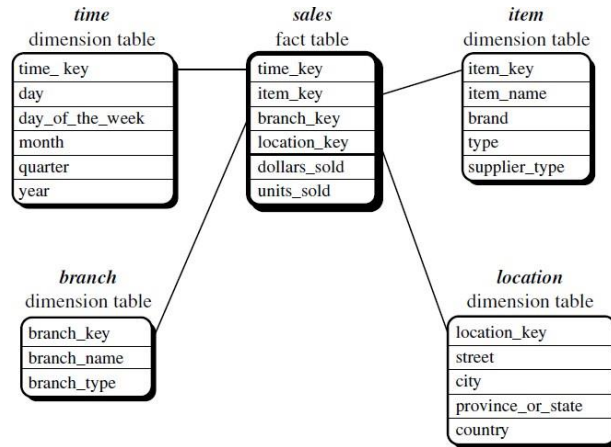 time
dimension table
time_ key
day
day_of_the_week
month
quarter
year
sales
fact table
time_key
item_key
branch_key
location_key
dollars_sold
units_sold
item
dimension table
item_key
item_name
brand
type
supplier_type
branch
dimension table
branch_key
branch_name
branch_type
location
dimension table
location_key
street
city
province_or_state
country